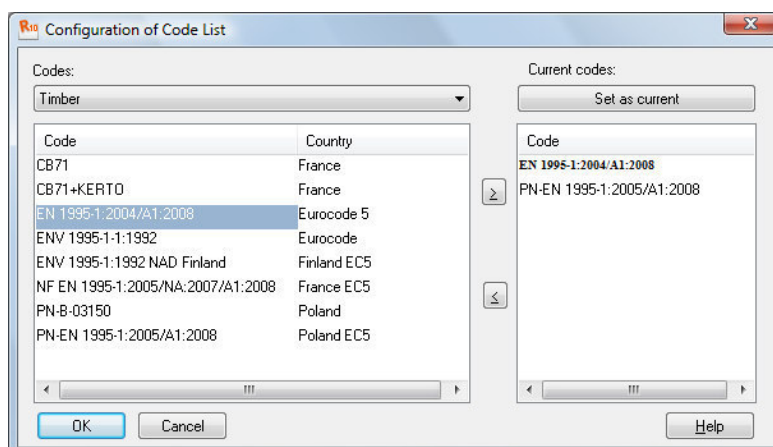 R10 Configuration of Code List
Codes:
Timber
Code Country
CB71 France
CB71+KERTO France
EN 1995-1:2004/A1:2008 Eurocode 5
ENV 1995-1-1:1992 Eurocode
ENV 1995-1:1992 NAD Finland Finland EC5
NF EN 1995-1:2005/NA:2007/A1:2008 France EC5
PN-B-03150 Poland
PN-EN 1995-1:2005/A1:2008 Poland EC5
>
<
Current codes:
Set as current
Code
EN 1995-1:2004/A1:2008
PN-EN 1995-1:2005/A1:2008
OK Cancel Help